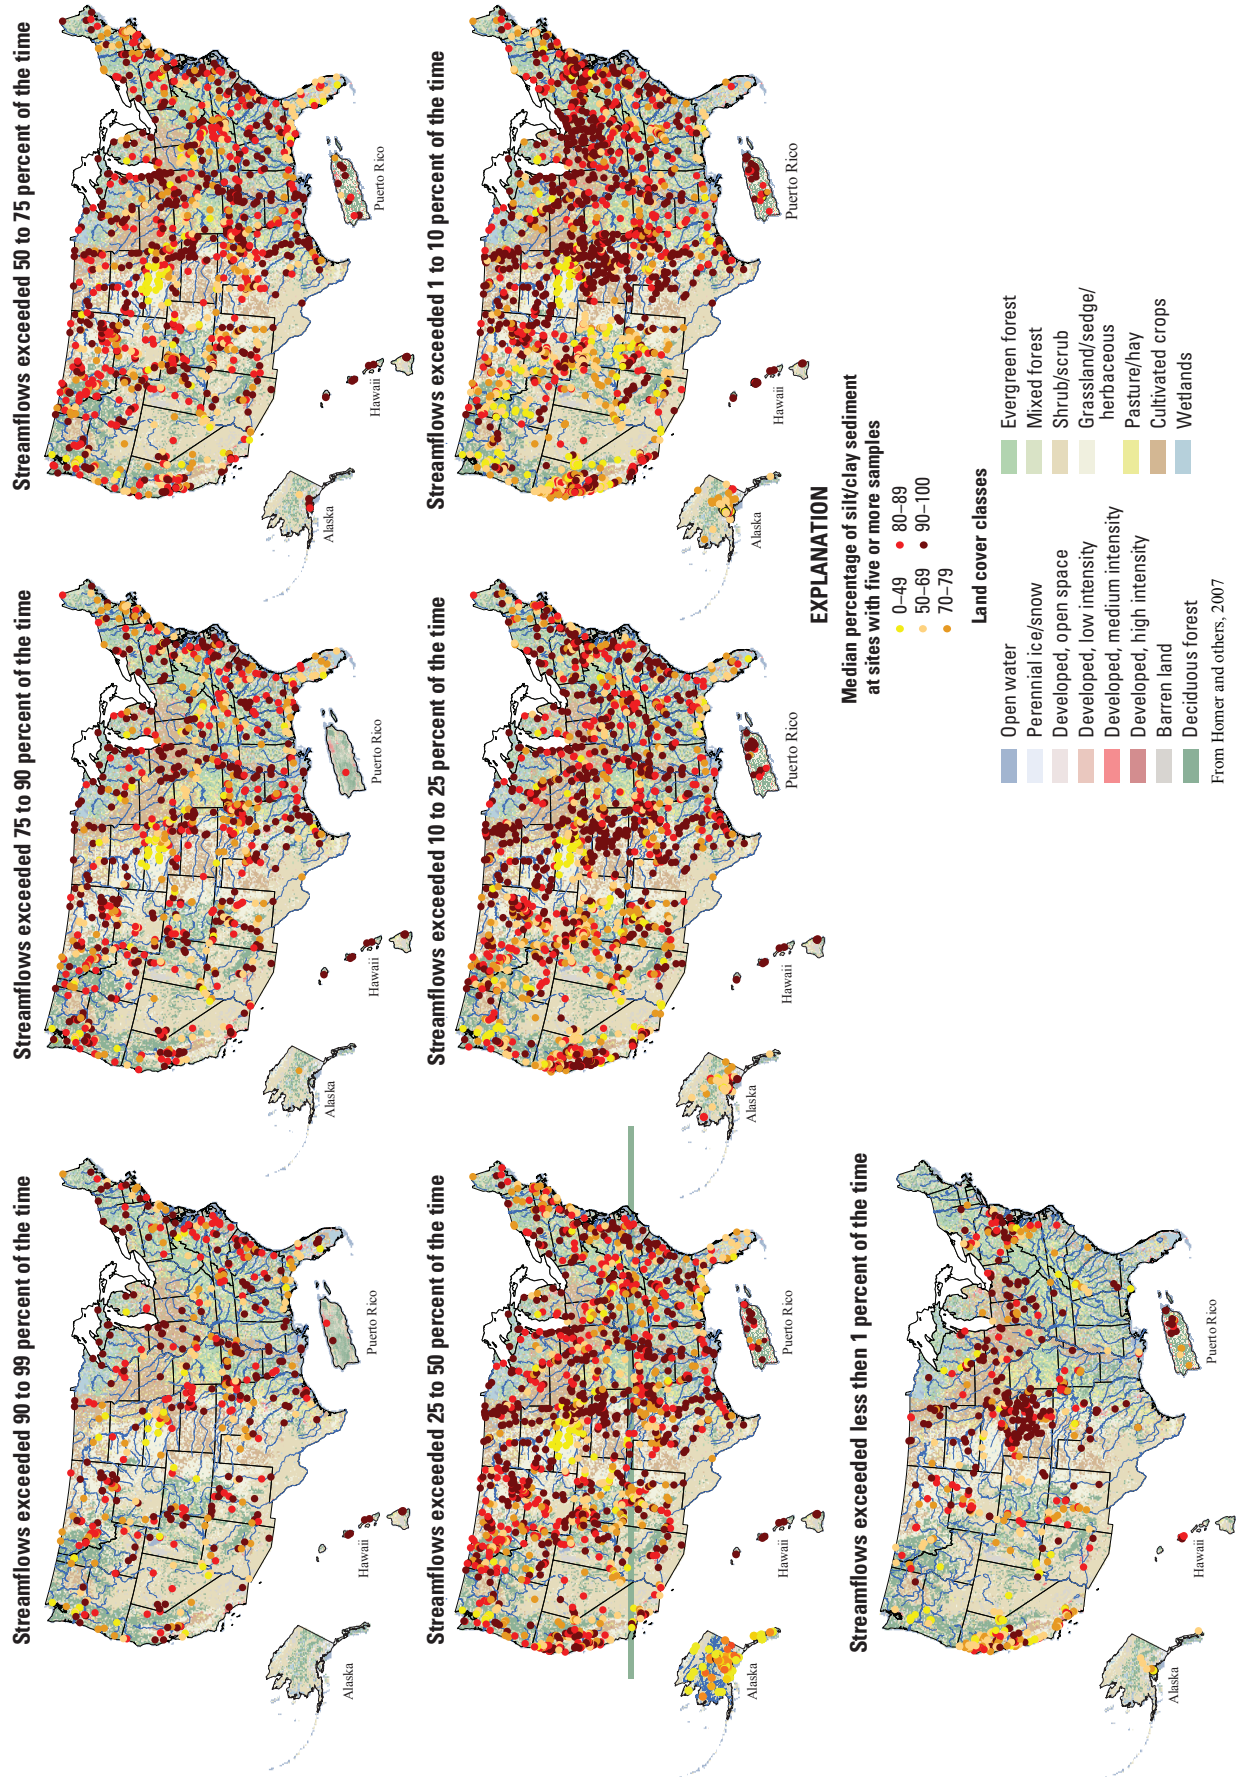 Streamflows exceeded 90 to 99 percent of the time
Alaska
Hawaii
Puerto Rico
Streamflows exceeded 75 to 90 percent of the time
Alaska
Hawaii
Puerto Rico
Streamflows exceeded 50 to 75 percent of the time
Alaska
Hawaii
Puerto Rico
Streamflows exceeded 25 to 50 percent of the time
Alaska
Hawaii
Puerto Rico
Streamflows exceeded 10 to 25 percent of the time
Alaska
Hawaii
Puerto Rico
Streamflows exceeded 1 to 10 percent of the time
Alaska
Hawaii
Puerto Rico
Streamflows exceeded less then 1 percent of the time
Alaska
Hawaii
Puerto Rico
EXPLANATION
Median percentage of silt/clay sediment
at sites with five or more samples
0–49
50–69
70–79
80–89
90–100
Land cover classes
Open water
Perennial ice/snow
Developed, open space
Developed, low intensity
Developed, medium intensity
Developed, high intensity
Barren land
Deciduous forest
Evergreen forest
Mixed forest
Shrub/scrub
Grassland/sedge/
herbaceous
Pasture/hay
Cultivated crops
Wetlands
From Homer and others, 2007